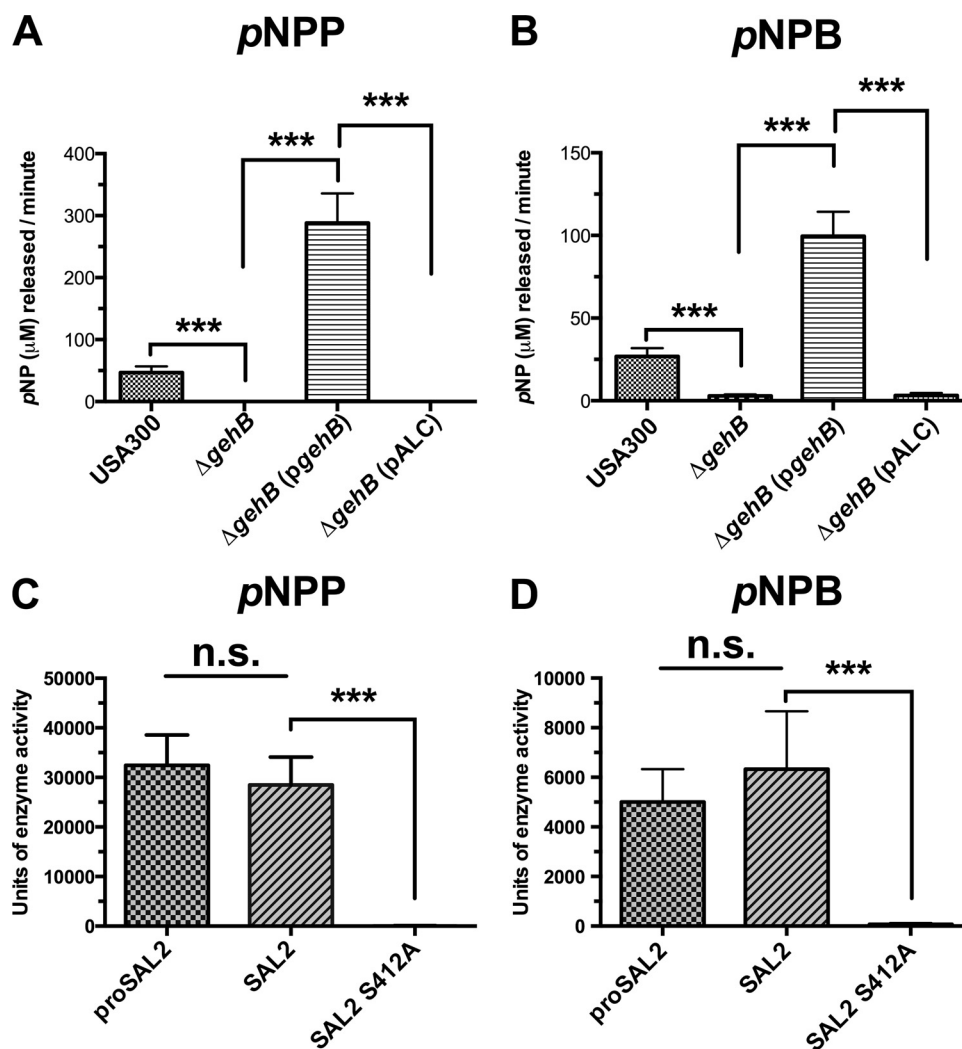 A
pNPP
pNP (μM) released / minute
400
300
200
100
0
***
***
***
USA300
ΔgehB
ΔgehB (pgehB)
ΔgehB (pALC)
B
pNPB
pNP (μM) released / minute
150
100
50
25
0
***
***
***
USA300
ΔgehB
ΔgehB (pgehB)
ΔgehB (pALC)
C
pNPP
Units of enzyme activity
50000
40000
30000
20000
10000
0
n.s.
***
proSAL2
SAL2
SAL2 S412A
D
pNPB
Units of enzyme activity
10000
8000
6000
4000
2000
0
n.s.
***
proSAL2
SAL2
SAL2 S412A